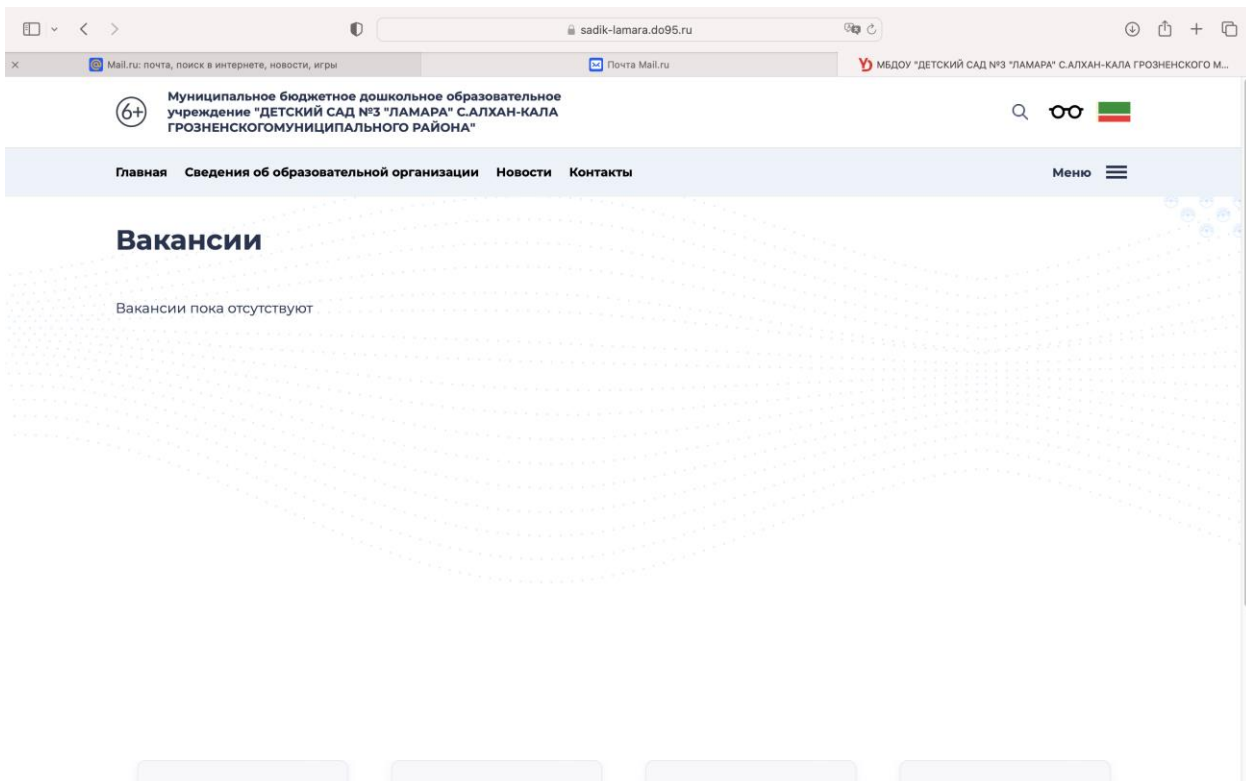 sadik-lamara.do95.ru
Mail.ru: почта, поиск в интернете, новости, игры
Почта Mail.ru
МБДОУ "ДЕТСКИЙ САД №3 "ЛАМАРА" С.АЛХАН-КАЛА ГРОЗНЕНСКОГО М...
6+
Муниципальное бюджетное дошкольное образовательное
учреждение "ДЕТСКИЙ САД №3 "ЛАМАРА" С.АЛХАН-КАЛА
ГРОЗНЕНСКОГОМУНИЦИПАЛЬНОГО РАЙОНА"
Главная Сведения об образовательной организации Новости Контакты Меню
Вакансии
Вакансии пока отсутствуют